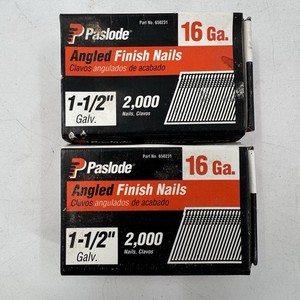 Part No. 650231
Paslode
16 Ga.
Angled Finish Nails
Clavos angulados de acabado
1-1/2"
Galv.
2,000
Nails, Clavos
Part No. 650231
Paslode
16 Ga.
Angled Finish Nails
Clavos angulados de acabado
1-1/2"
Galv.
2,000
Nails, Clavos